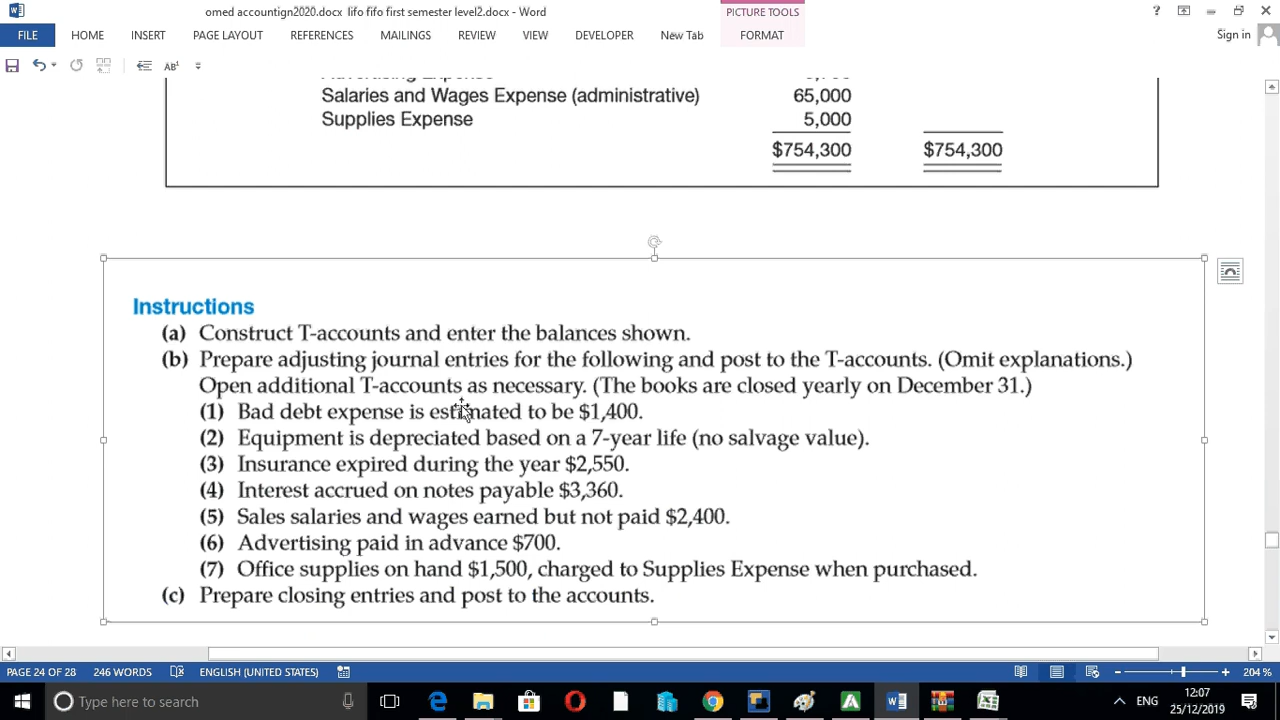 omed accountign2020.docx lifo fifo first semester level2.docx - Word
PICTURE TOOLS
FILE HOME INSERT PAGE LAYOUT REFERENCES MAILINGS REVIEW VIEW DEVELOPER New Tab FORMAT Sign in
AB¹
Salaries and Wages Expense (administrative) 65,000
Supplies Expense 5,000
$754,300 $754,300
Instructions
(a) Construct T-accounts and enter the balances shown.
(b) Prepare adjusting journal entries for the following and post to the T-accounts. (Omit explanations.)
Open additional T-accounts as necessary. (The books are closed yearly on December 31.)
(1) Bad debt expense is estimated to be $1,400.
(2) Equipment is depreciated based on a 7-year life (no salvage value).
(3) Insurance expired during the year $2,550.
(4) Interest accrued on notes payable $3,360.
(5) Sales salaries and wages earned but not paid $2,400.
(6) Advertising paid in advance $700.
(7) Office supplies on hand $1,500, charged to Supplies Expense when purchased.
(c) Prepare closing entries and post to the accounts.
PAGE 24 OF 28 246 WORDS ENGLISH (UNITED STATES) 204 %
Type here to search ENG 12:07
25/12/2019